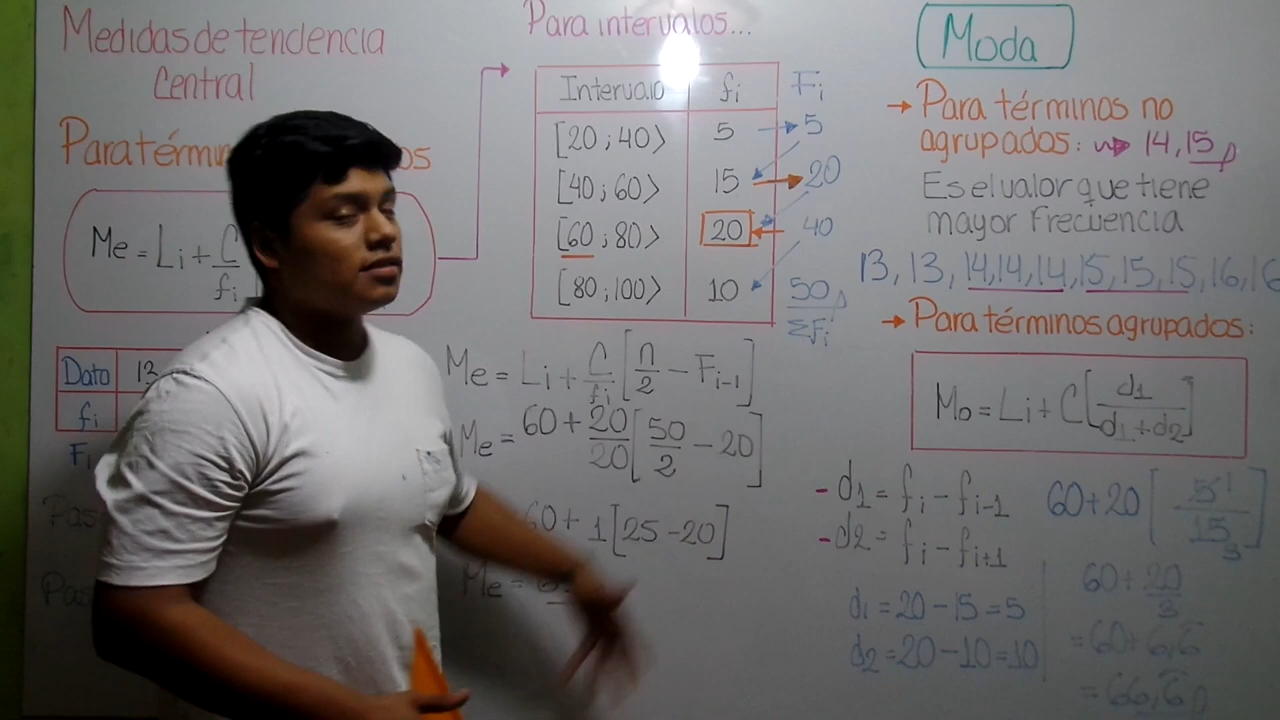 Medidas de tendencia
Central
Me = Li + C
fi
Dato 13
fi
Para intervalos...
Intervalo fi Fi
[20 ; 40⟩ 5 5
[40 ; 60⟩ 15 20
[60 ; 80⟩ 20 40
[80 ; 100⟩ 10 50
ΣFi
Me = Li + C/fi [n/2 - Fi-1]
Me = 60 + 20/20 [50/2 - 20]
60 + 1[25 - 20]
Me =
Moda
→ Para términos no
agrupados: 14, 15
Es el valor que tiene
mayor frecuencia
13, 13, 14, 14, 14, 15, 15, 15, 16, 16
→ Para términos agrupados:
Mo = Li + C[d1/d1+d2]
- d1 = fi - fi-1
- d2 = fi - fi+1
d1 = 20 - 15 = 5
d2 = 20 - 10 = 10
60 + 20 [5 1/15 3]
60 + 20/3
= 60 + 6,6
= 66,6